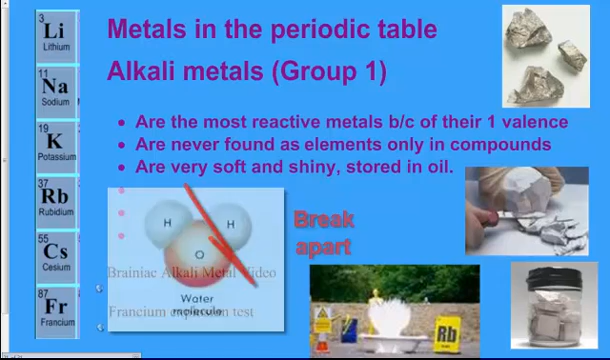 Metals in the periodic table
Alkali metals (Group 1)
• Are the most reactive metals b/c of their 1 valence
• Are never found as elements only in compounds
• Are very soft and shiny, stored in oil.
3
Li
Lithium
11
Na
Sodium
19
K
Potassium
37
Rb
Rubidium
55
Cs
Cesium
87
Fr
Francium
H
H
O
Water
molecule
Brainiac Alkali Metal Video
Francium explosion test
Break
apart
Rb